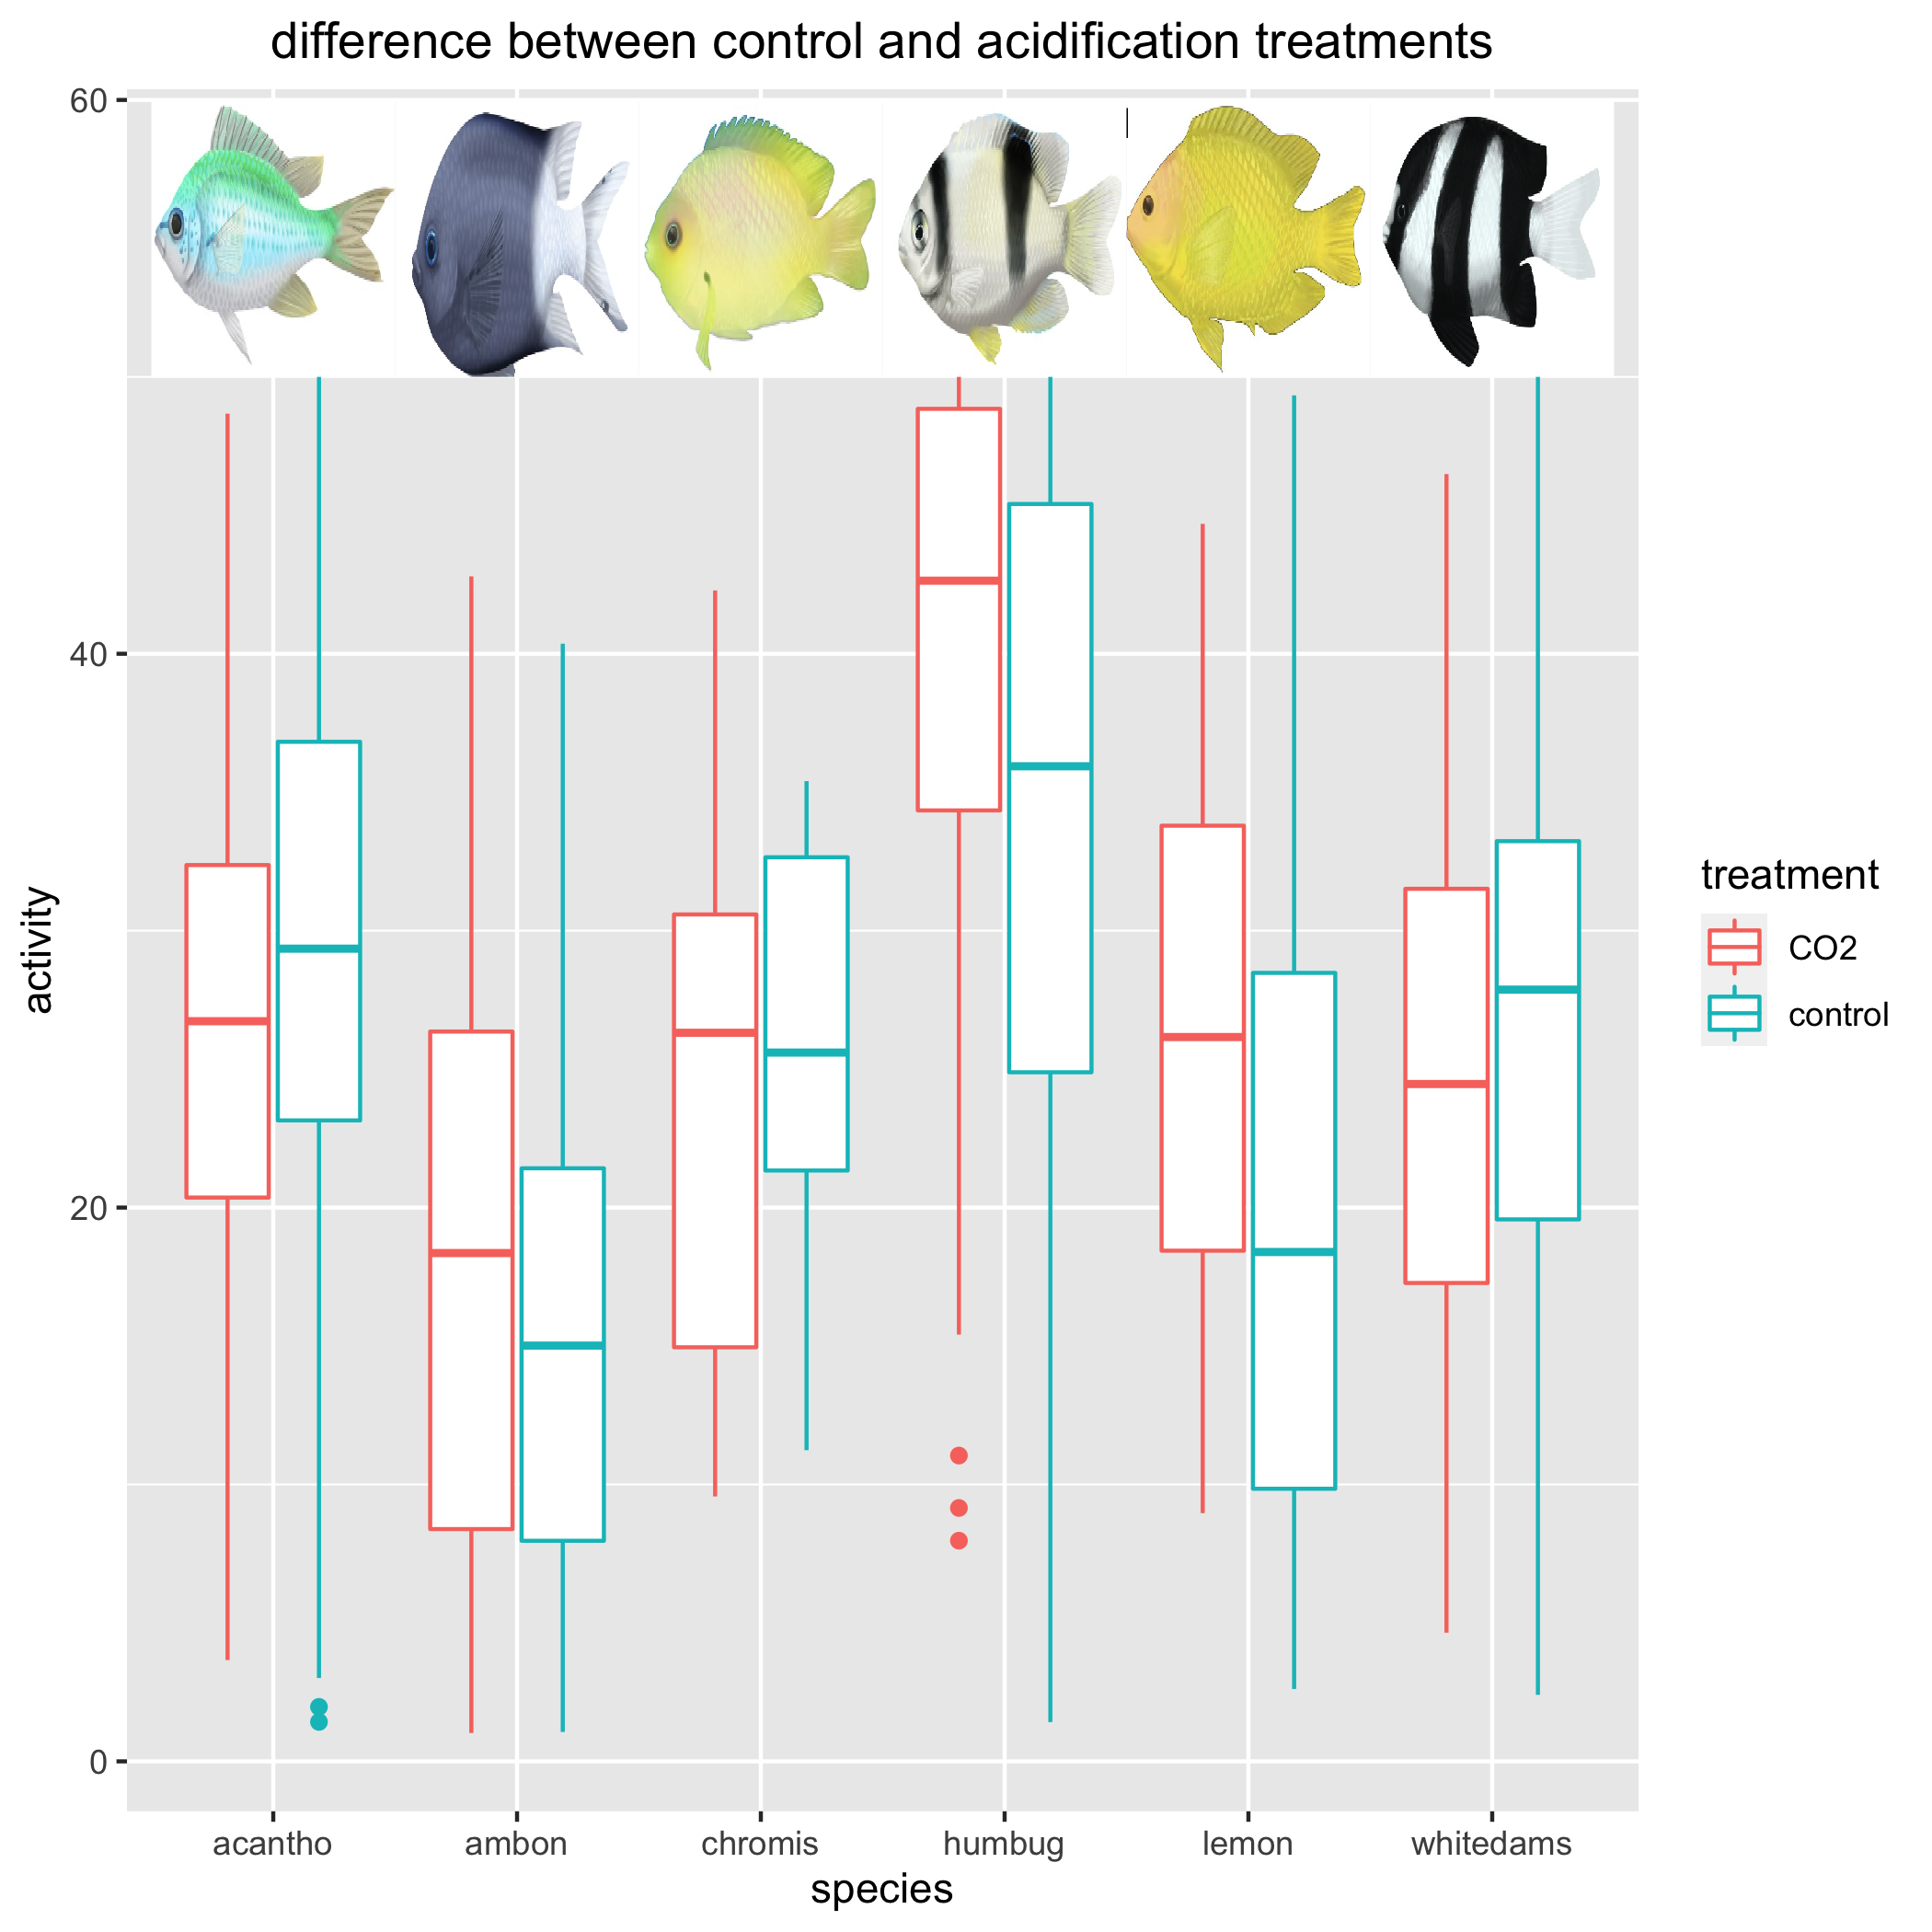 difference between control and acidification treatments
60
40
20
0
activity
acantho ambon chromis humbug lemon whitedams
species
treatment
CO2
control